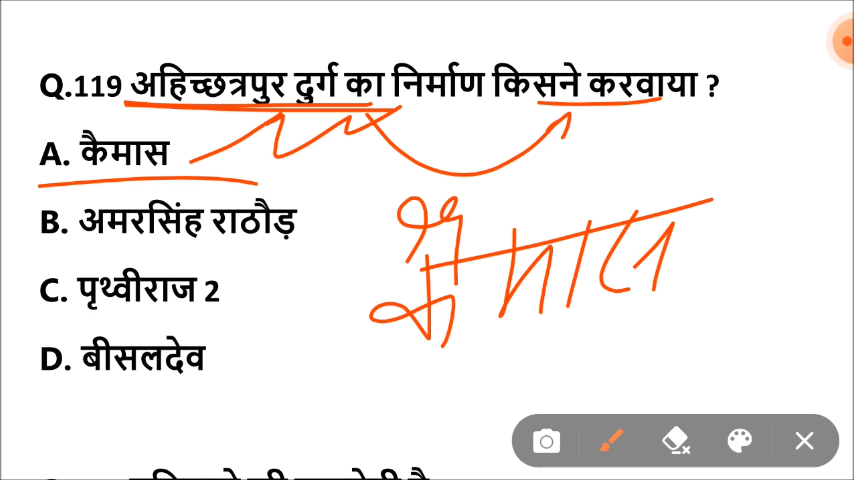 Q.119 अहिच्छत्रपुर दुर्ग का निर्माण किसने करवाया ?
A. कैमास
B. अमरसिंह राठौड़
C. पृथ्वीराज 2
D. बीसलदेव
कैमास